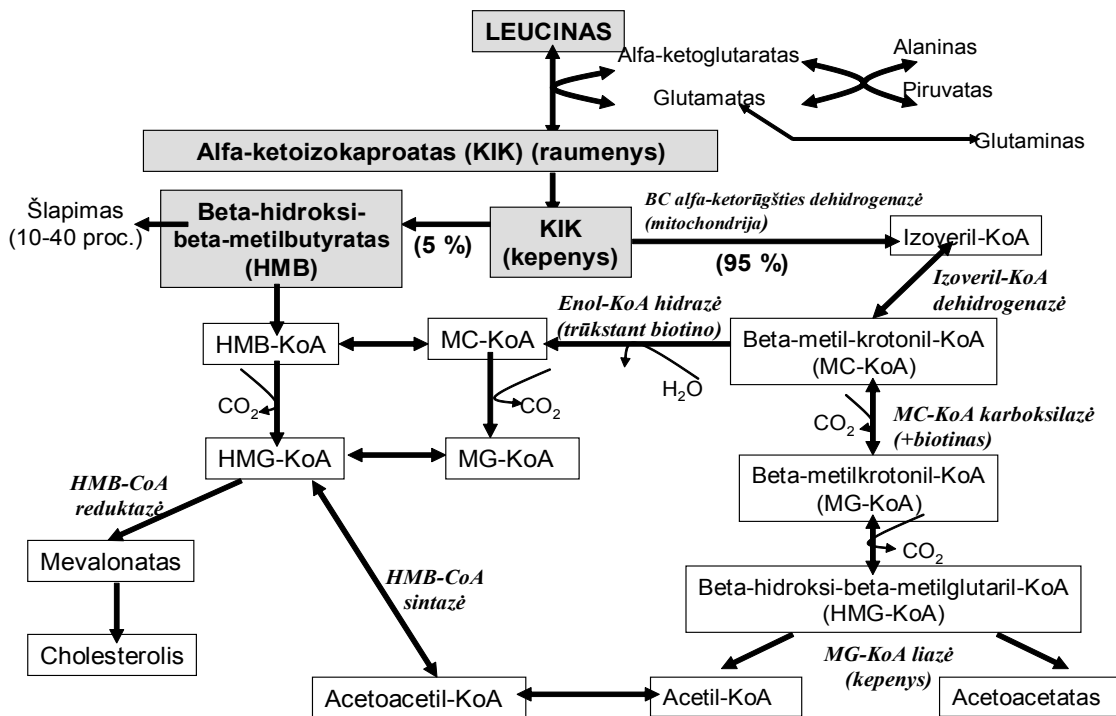 LEUCINAS
Alfa-ketoglutaratas
Alaninas
Glutamatas
Piruvatas
Glutaminas
Alfa-ketoizokaproatas (KIK) (raumenys)
Šlapimas
(10-40 proc.)
Beta-hidroksi-
beta-metilbutyratas
(HMB)
(5 %)
KIK
(kepenys)
BC alfa-ketorūgšties dehidrogenazė
(mitochondrija)
(95 %)
Izoveril-KoA
Izoveril-KoA
dehidrogenazė
Enol-KoA hidrazė
(trūkstant biotino)
HMB-KoA
MC-KoA
Beta-metil-krotonil-KoA
(MC-KoA)
H₂O
CO₂
CO₂
CO₂
MC-KoA karboksilazė
(+biotinas)
HMG-KoA
MG-KoA
Beta-metilkrotonil-KoA
(MG-KoA)
HMB-CoA
reduktazė
CO₂
Mevalonatas
HMB-CoA
sintazė
Beta-hidroksi-beta-metilglutaril-KoA
(HMG-KoA)
Cholesterolis
MG-KoA liazė
(kepenys)
Acetoacetil-KoA
Acetil-KoA
Acetoacetatas